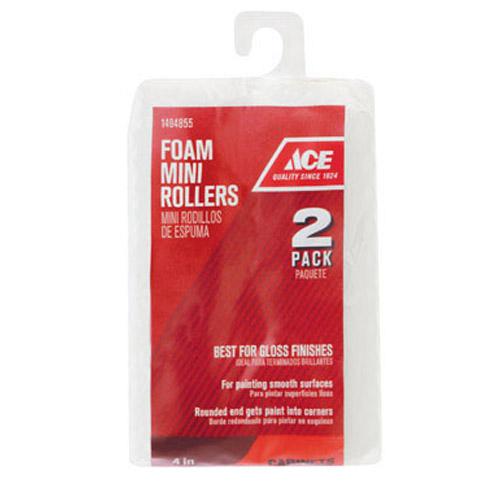 1404855
FOAM
MINI
ROLLERS
MINI RODILLOS
DE ESPUMA
ACE
QUALITY SINCE 1924
2
PACK
PAQUETE
BEST FOR GLOSS FINISHES
IDEAL PARA TERMINADOS BRILLANTES
For painting smooth surfaces
Para pintar superficies lisas
Rounded end gets paint into corners
Borde redondeado para pintar en esquinas
4 in
CABINETS